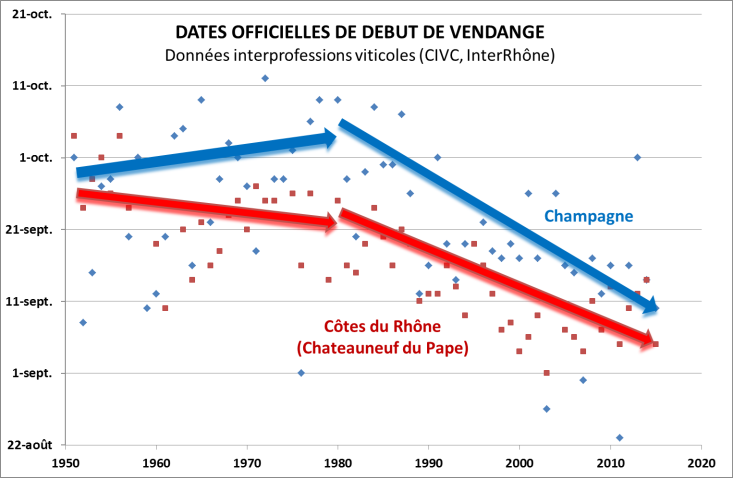 DATES OFFICIELLES DE DEBUT DE VENDANGE
Données interprofessions viticoles (CIVC, InterRhône)
21-oct.
11-oct.
1-oct.
21-sept.
11-sept.
1-sept.
22-août
Champagne
Côtes du Rhône
(Chateauneuf du Pape)
1950 1960 1970 1980 1990 2000 2010 2020